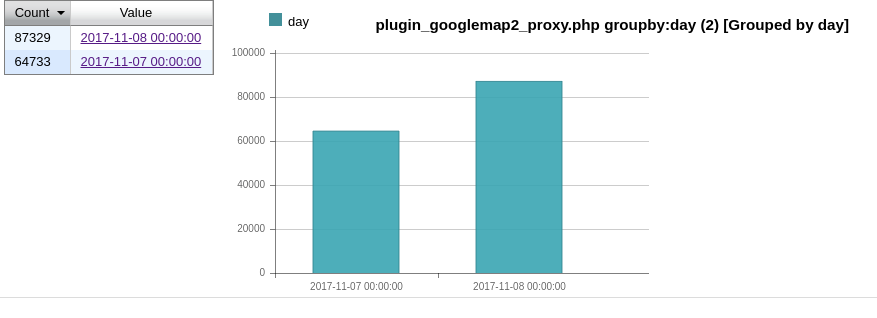 Count Value
87329 2017-11-08 00:00:00
64733 2017-11-07 00:00:00
day
plugin_googlemap2_proxy.php groupby:day (2) [Grouped by day]
100000
80000
60000
40000
20000
0
2017-11-07 00:00:00 2017-11-08 00:00:00